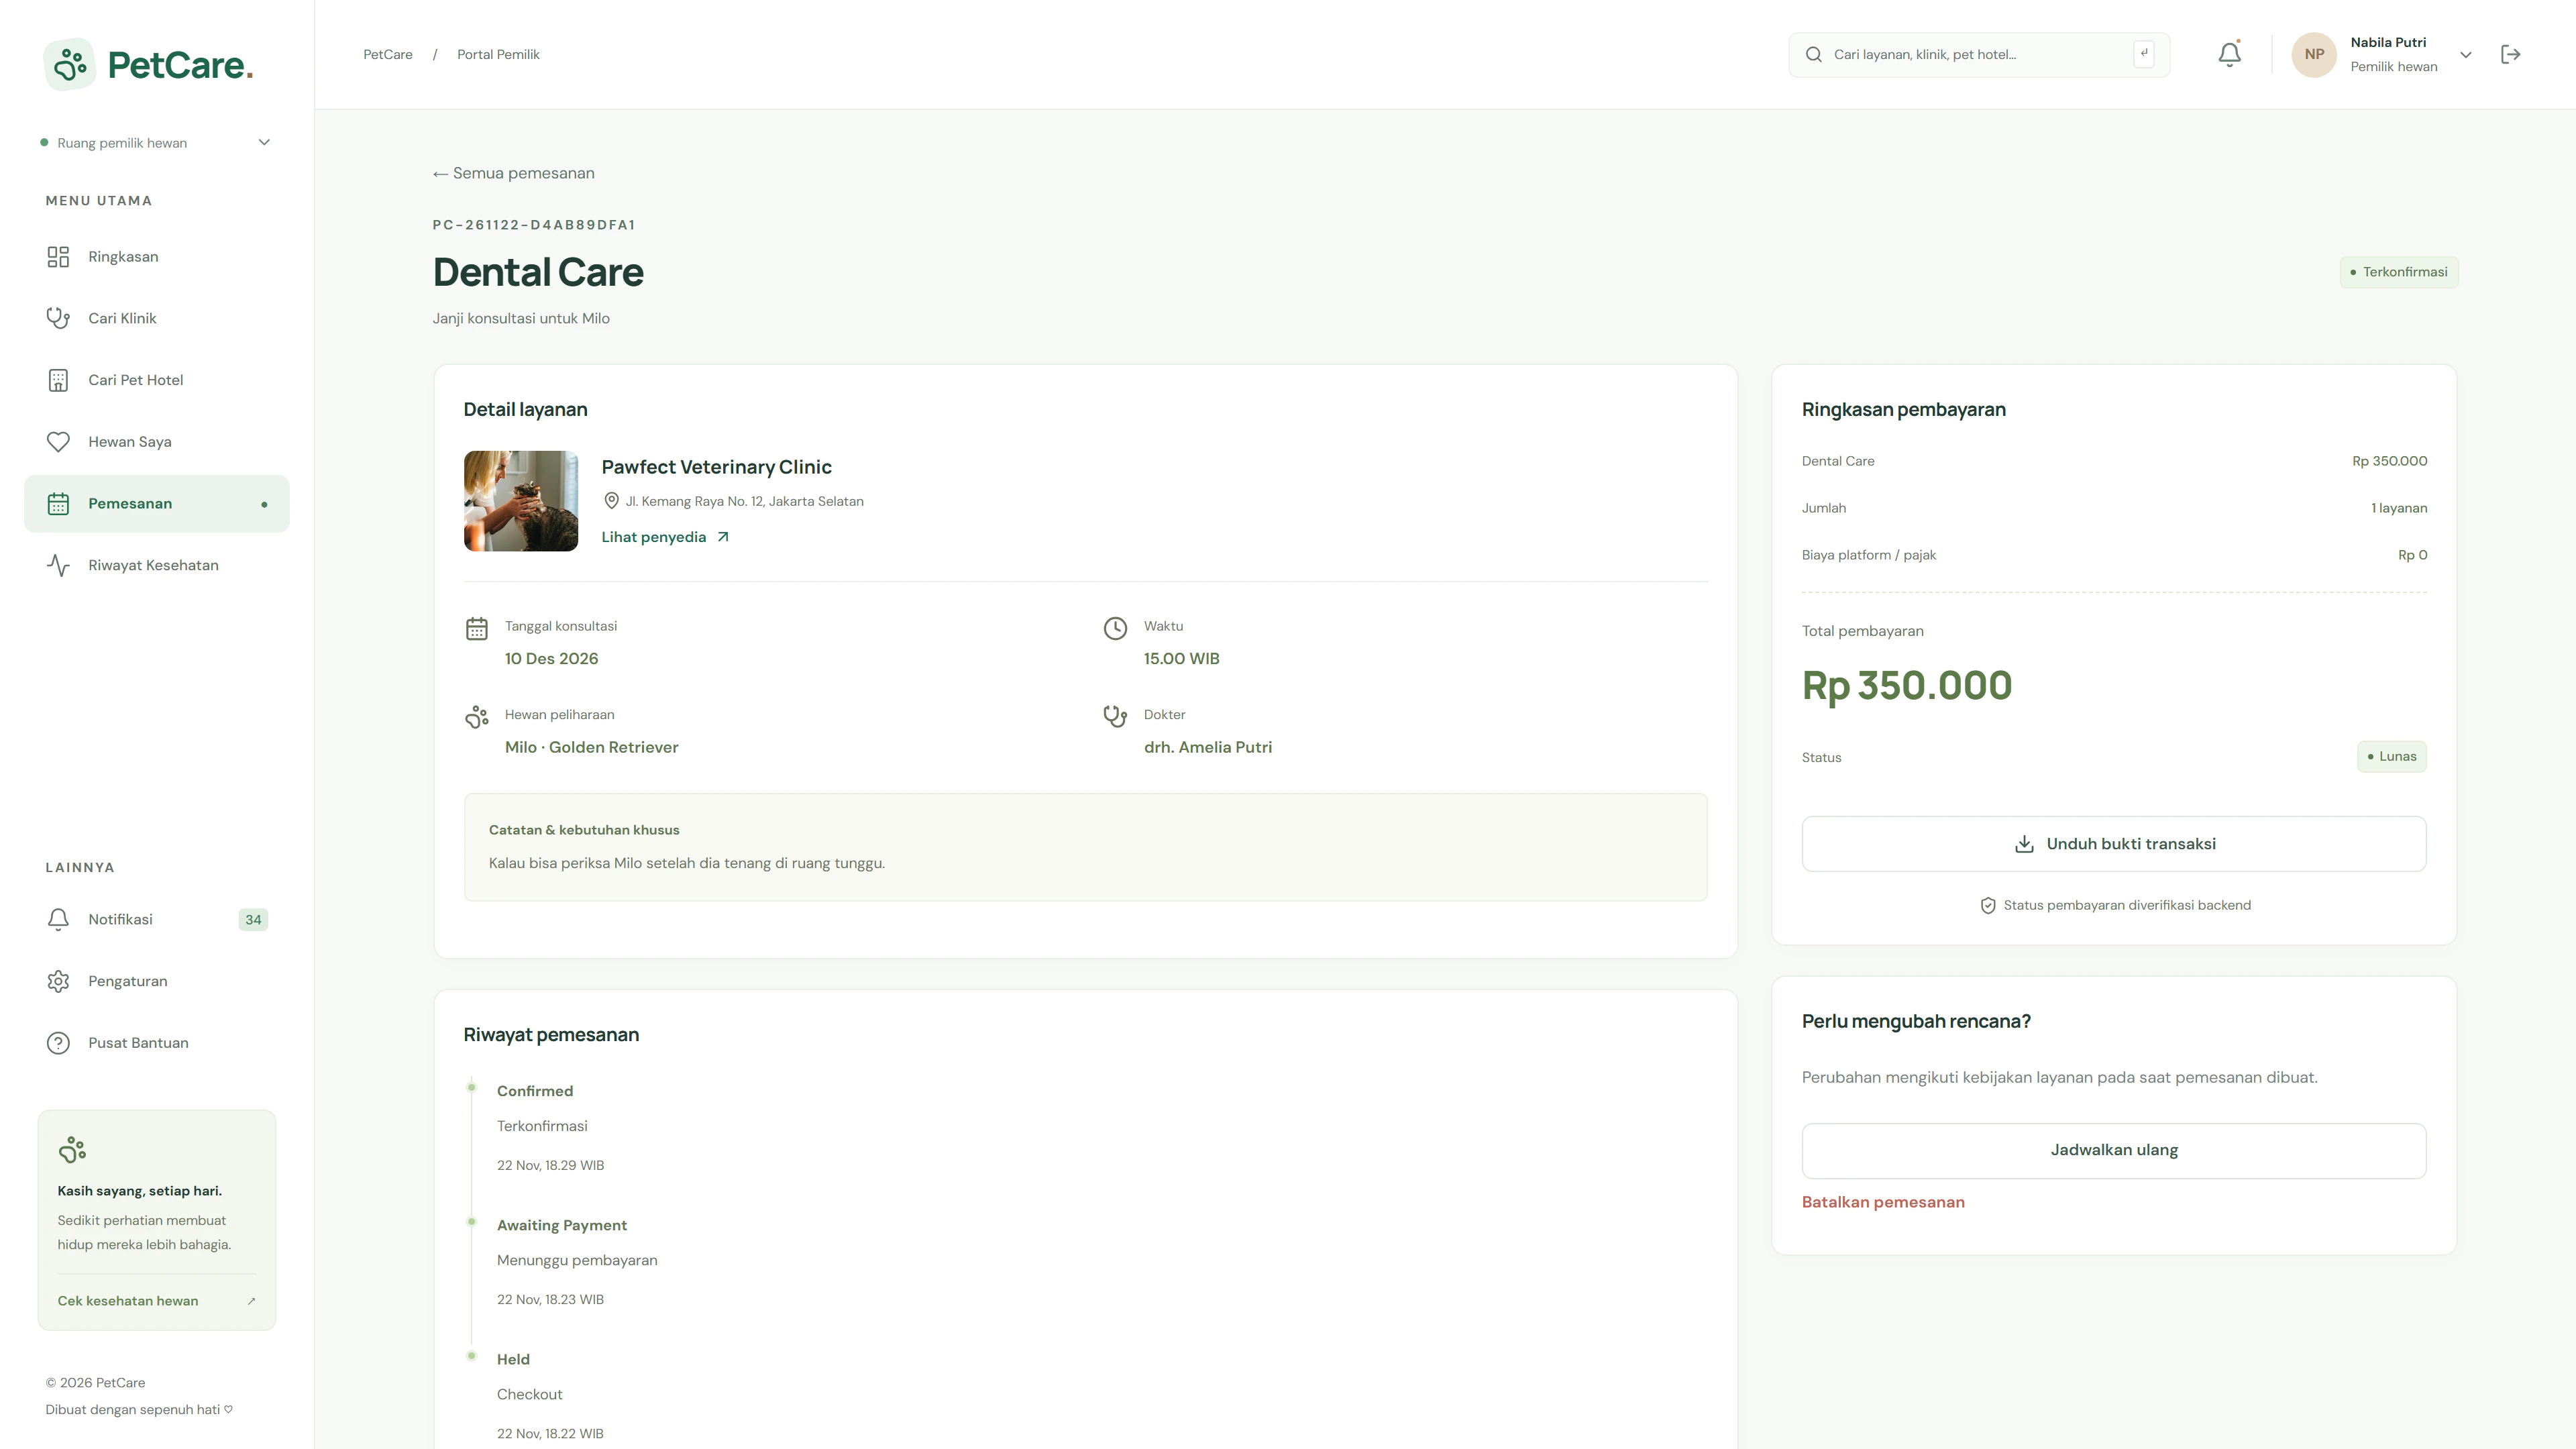 PetCare.
Ruang pemilik hewan
MENU UTAMA
Ringkasan
Cari Klinik
Cari Pet Hotel
Hewan Saya
Pemesanan
Riwayat Kesehatan
LAINNYA
Notifikasi 34
Pengaturan
Pusat Bantuan
Kasih sayang, setiap hari.
Sedikit perhatian membuat
hidup mereka lebih bahagia.
Cek kesehatan hewan ↗
© 2026 PetCare
Dibuat dengan sepenuh hati ♡
PetCare / Portal Pemilik
Cari layanan, klinik, pet hotel... ↵
NP
Nabila Putri
Pemilik hewan
← Semua pemesanan
PC-261122-D4AB89DFA1
Dental Care
Terkonfirmasi
Janji konsultasi untuk Milo
Detail layanan
Pawfect Veterinary Clinic
Jl. Kemang Raya No. 12, Jakarta Selatan
Lihat penyedia
Tanggal konsultasi
10 Des 2026
Waktu
15.00 WIB
Hewan peliharaan
Milo · Golden Retriever
Dokter
drh. Amelia Putri
Catatan & kebutuhan khusus
Kalau bisa periksa Milo setelah dia tenang di ruang tunggu.
Riwayat pemesanan
Confirmed
Terkonfirmasi
22 Nov, 18.29 WIB
Awaiting Payment
Menunggu pembayaran
22 Nov, 18.23 WIB
Held
Checkout
22 Nov, 18.22 WIB
Ringkasan pembayaran
Dental Care Rp 350.000
Jumlah 1 layanan
Biaya platform / pajak Rp 0
Total pembayaran
Rp 350.000
Status Lunas
Unduh bukti transaksi
Status pembayaran diverifikasi backend
Perlu mengubah rencana?
Perubahan mengikuti kebijakan layanan pada saat pemesanan dibuat.
Jadwalkan ulang
Batalkan pemesanan